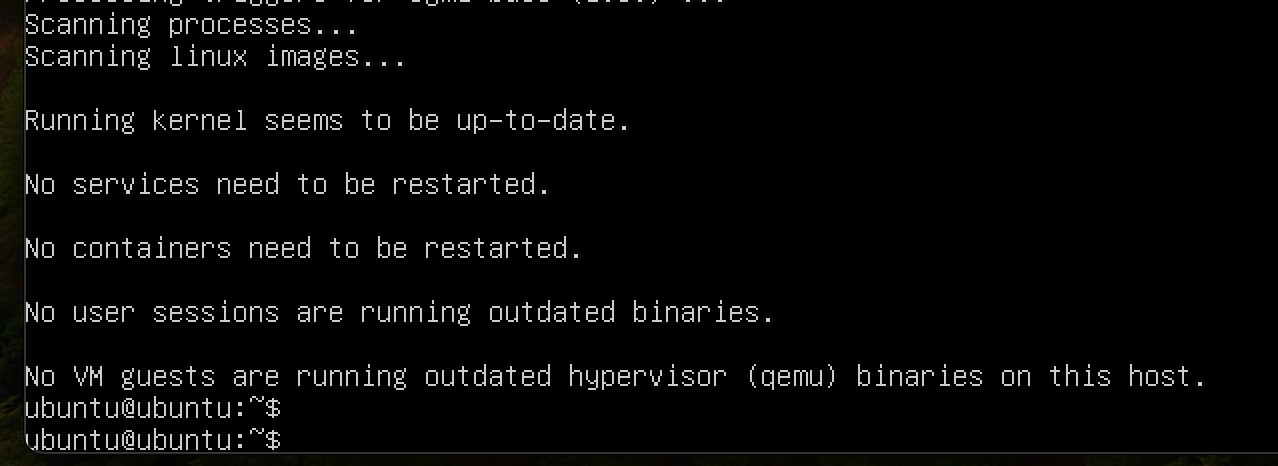 Scanning processes...
Scanning linux images...
Running kernel seems to be up-to-date.
No services need to be restarted.
No containers need to be restarted.
No user sessions are running outdated binaries.
No VM guests are running outdated hypervisor (qemu) binaries on this host.
ubuntu@ubuntu:~$
ubuntu@ubuntu:~$